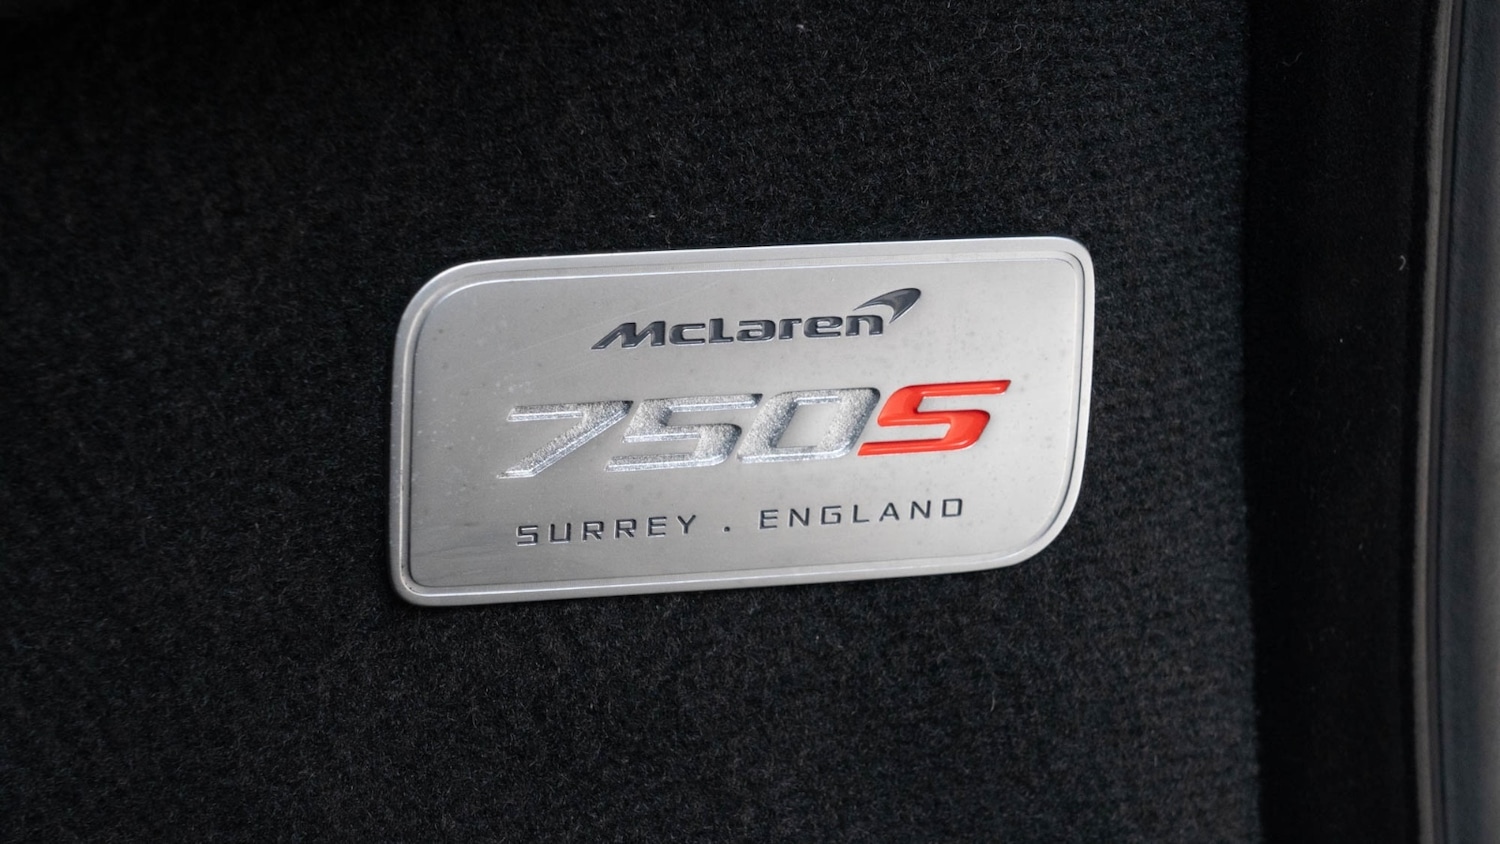 McLaren
750S
SURREY . ENGLAND